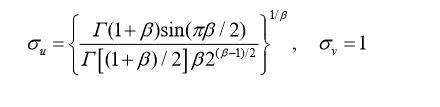 σ_u = { Γ(1+β)sin(πβ/2) / Γ[(1+β)/2]β2^{(β−1)/2} }^{1/β}, σ_v = 1